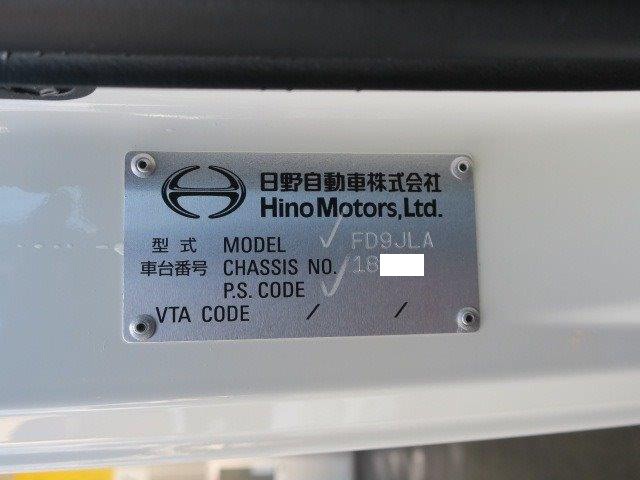 日野自動車株式会社
Hino Motors, Ltd.
型式 MODEL FD9JLA
車台番号 CHASSIS NO. 18
P.S. CODE
VTA CODE / /